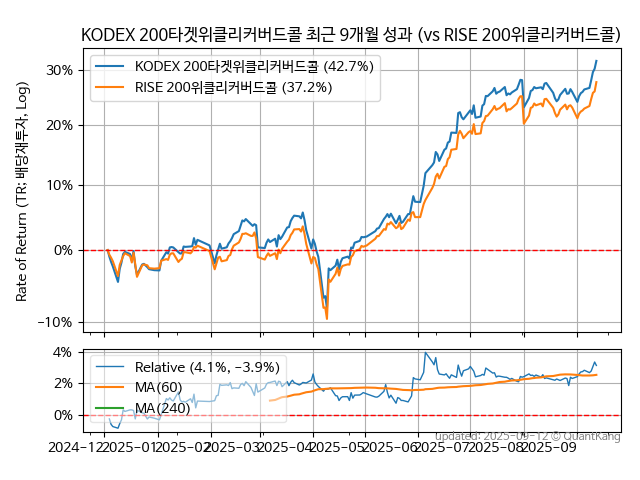 KODEX 200타겟위클리커버드콜 최근 9개월 성과 (vs RISE 200위클리커버드콜)
Rate of Return (TR: 배당재투자, Log)
KODEX 200타겟위클리커버드콜 (42.7%)
RISE 200위클리커버드콜 (37.2%)
30%
20%
10%
0%
−10%
4%
2%
0%
Relative (4.1%, −3.9%)
MA(60)
MA(240)
updated: 2025-09-12 © QuantKang
2024-12 2025-01 2025-02 2025-03 2025-04 2025-05 2025-06 2025-07 2025-08 2025-09